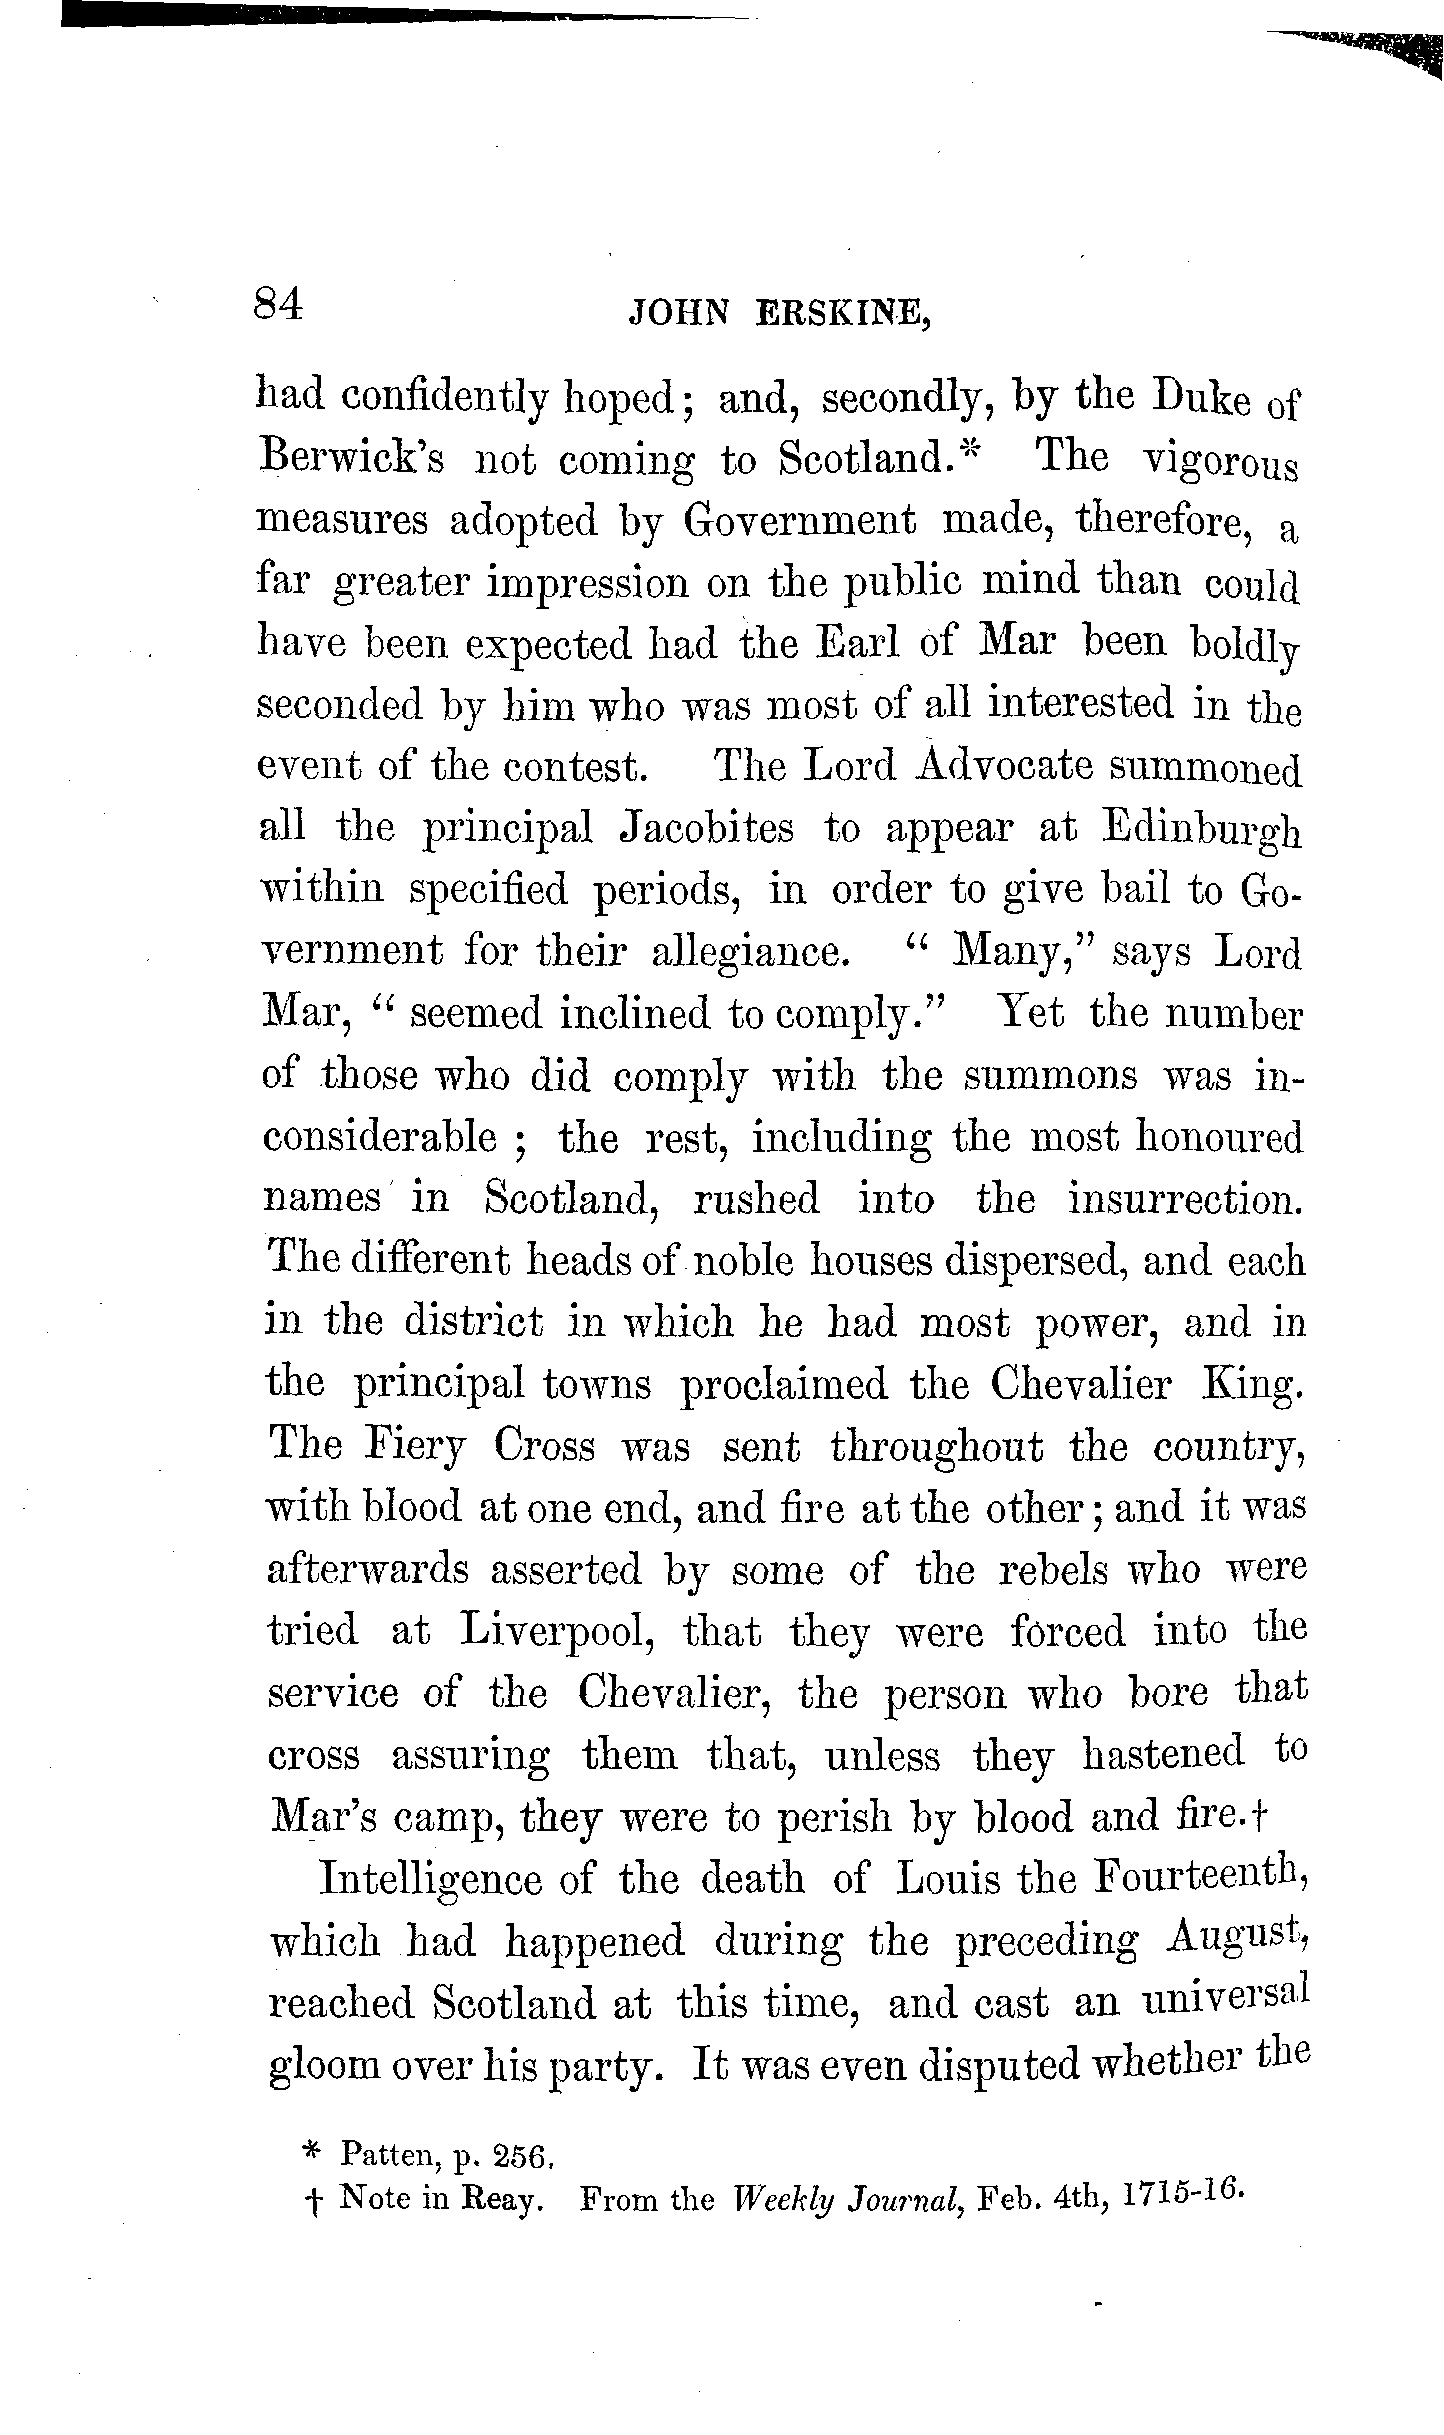 84 JOHN ERSKINE,
had confidently hoped; and, secondly, by the Duke of
Berwick's not coming to Scotland.* The vigorous
measures adopted by Government made, therefore, a
far greater impression on the public mind than could
have been expected had the Earl of Mar been boldly
seconded by him who was most of all interested in the
event of the contest. The Lord Advocate summoned
all the principal Jacobites to appear at Edinburgh
within specified periods, in order to give bail to Go-
vernment for their allegiance. " Many," says Lord
Mar, " seemed inclined to comply." Yet the number
of those who did comply with the summons was in-
considerable ; the rest, including the most honoured
names in Scotland, rushed into the insurrection.
The different heads of noble houses dispersed, and each
in the district in which he had most power, and in
the principal towns proclaimed the Chevalier King.
The Fiery Cross was sent throughout the country,
with blood at one end, and fire at the other; and it was
afterwards asserted by some of the rebels who were
tried at Liverpool, that they were forced into the
service of the Chevalier, the person who bore that
cross assuring them that, unless they hastened to
Mar's camp, they were to perish by blood and fire.†
Intelligence of the death of Louis the Fourteenth,
which had happened during the preceding August,
reached Scotland at this time, and cast an universal
gloom over his party. It was even disputed whether the
* Patten, p. 256.
† Note in Reay. From the Weekly Journal, Feb. 4th, 1715-16.